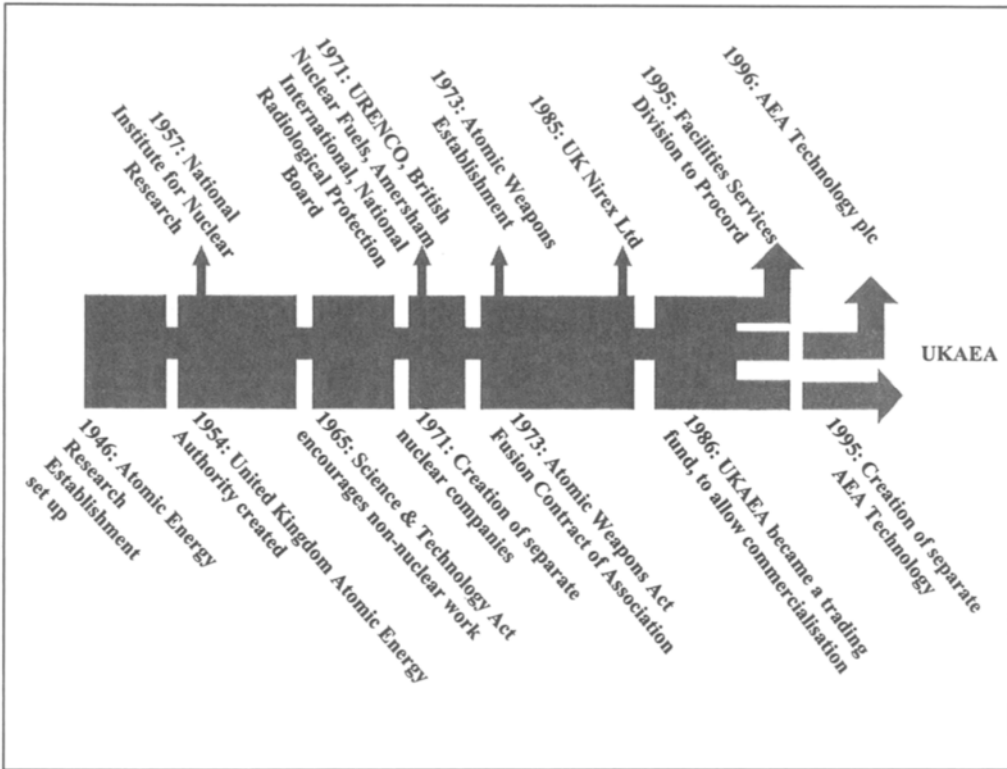 1957: National
Institute for Nuclear
Research
1971: URENCO, British
Nuclear Fuels, Amersham
International, National
Radiological Protection
Board
1973: Atomic Weapons
Establishment
1985: UK Nirex Ltd
1995: Facilities Services
Division to Procord
1996: AEA Technology plc
UKAEA
1946: Atomic Energy
Research
Establishment
set up
1954: United Kingdom Atomic Energy
Authority created
1965: Science & Technology Act
encourages non-nuclear work
1971: Creation of separate
nuclear companies
1973: Atomic Weapons Act
Fusion Contract of Association
1986: UKAEA became a trading
fund, to allow commercialisation
1995: Creation of separate
AEA Technology